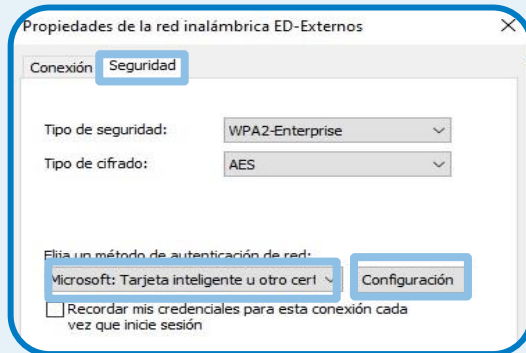 Propiedades de la red inalámbrica ED-Externos
Conexión Seguridad
Tipo de seguridad: WPA2-Enterprise
Tipo de cifrado: AES
Elija un método de autenticación de red:
Microsoft: Tarjeta inteligente u otro cert Configuración
Recordar mis credenciales para esta conexión cada
vez que inicie sesión